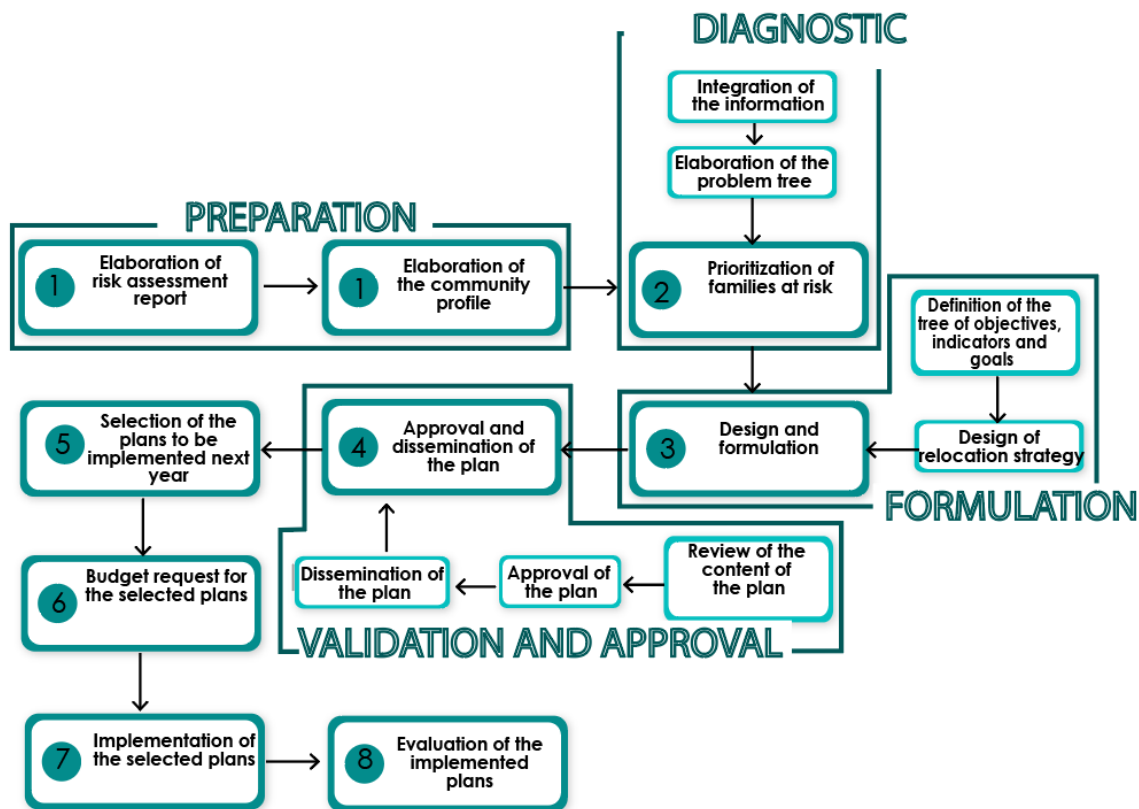 DIAGNOSTIC
Integration of
the information
Elaboration of the
problem tree
PREPARATION
1
Elaboration of
risk assessment
report
1
Elaboration of
the community
profile
2
Prioritization of
families at risk
Definition of the
tree of objectives,
indicators and
goals
5
Selection of the
plans to be
implemented next
year
4
Approval and
dissemination of
the plan
3
Design and
formulation
Design of
relocation strategy
FORMULATION
6
Budget request for
the selected plans
Dissemination of
the plan
Approval of
the plan
Review of the
content of
the plan
VALIDATION AND APPROVAL
7
Implementation of
the selected plans
8
Evaluation of the
implemented
plans